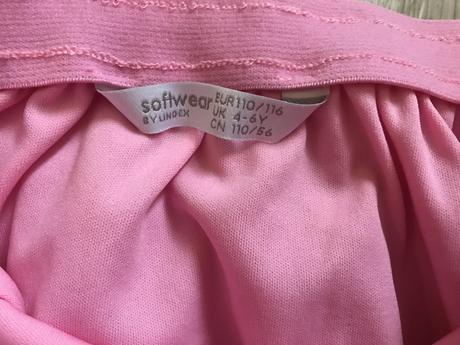 softwear
BY LINDEX
EUR 110/116
UK 4-6Y
CN 110/56